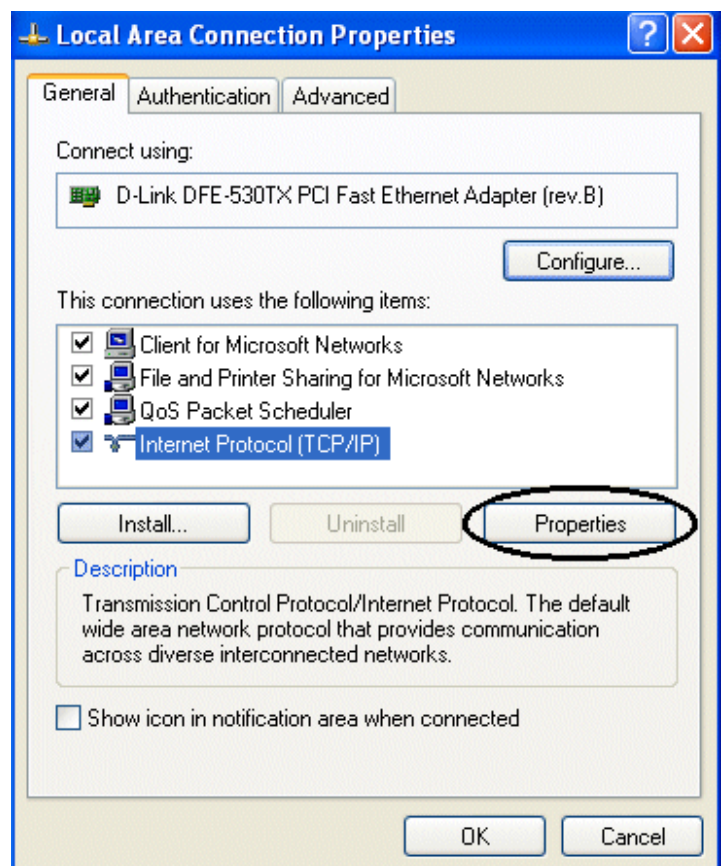 Local Area Connection Properties
General Authentication Advanced
Connect using:
D-Link DFE-530TX PCI Fast Ethernet Adapter (rev.B)
Configure...
This connection uses the following items:
Client for Microsoft Networks
File and Printer Sharing for Microsoft Networks
QoS Packet Scheduler
Internet Protocol (TCP/IP)
Install... Uninstall Properties
Description
Transmission Control Protocol/Internet Protocol. The default
wide area network protocol that provides communication
across diverse interconnected networks.
Show icon in notification area when connected
OK Cancel